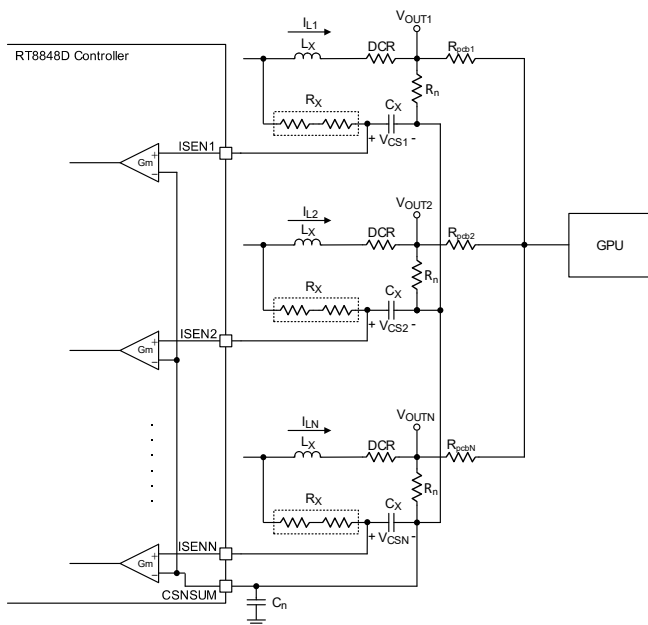 V_OUT1
I_L1
L_X
DCR
R_pcb1
RT8848D Controller
R_n
R_X
C_X
ISEN1
+ V_CS1 -
Gm
+
−
V_OUT2
I_L2
L_X
DCR
R_pcb2
GPU
R_n
R_X
C_X
ISEN2
+ V_CS2 -
Gm
+
−
V_OUTN
I_LN
L_X
DCR
R_pcbN
R_n
R_X
C_X
ISENN
+ V_CSN -
Gm
+
−
CSNSUM
C_n